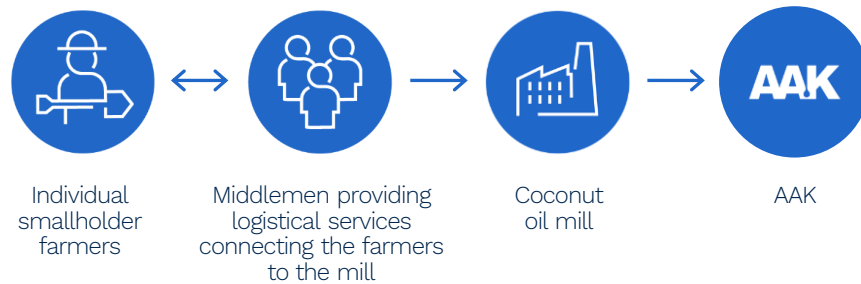 AAK
Individual
smallholder
farmers
Middlemen providing
logistical services
connecting the farmers
to the mill
Coconut
oil mill
AAK